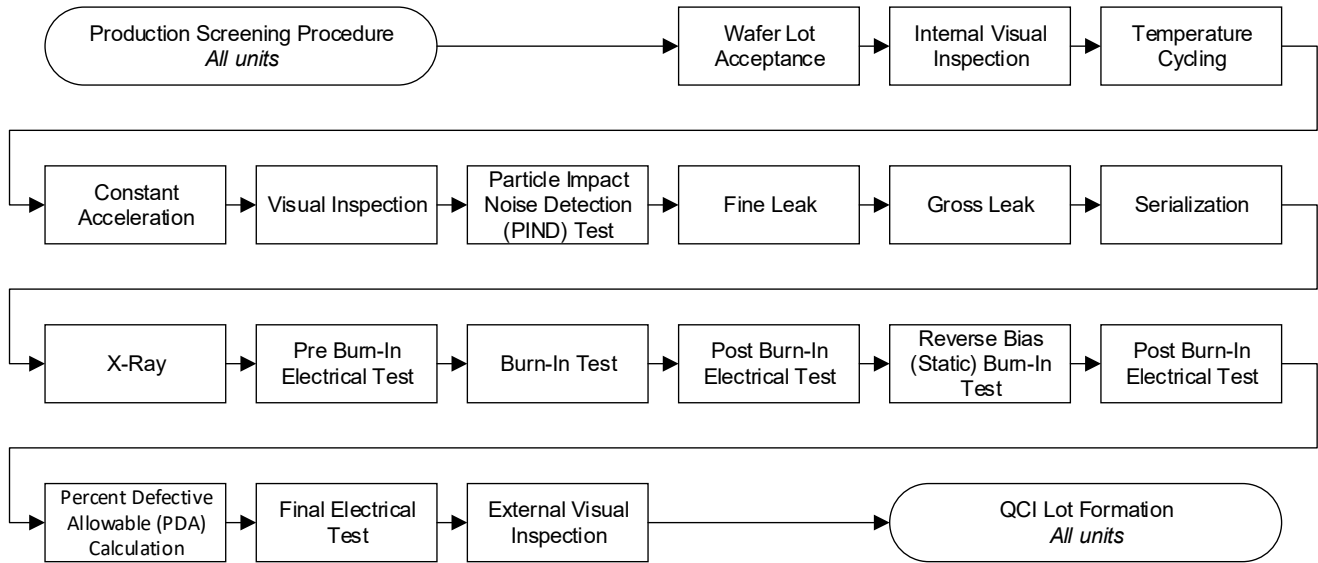 Production Screening Procedure
All units
Wafer Lot
Acceptance
Internal Visual
Inspection
Temperature
Cycling
Constant
Acceleration
Visual Inspection
Particle Impact
Noise Detection
(PIND) Test
Fine Leak
Gross Leak
Serialization
X-Ray
Pre Burn-In
Electrical Test
Burn-In Test
Post Burn-In
Electrical Test
Reverse Bias
(Static) Burn-In
Test
Post Burn-In
Electrical Test
Percent Defective
Allowable (PDA)
Calculation
Final Electrical
Test
External Visual
Inspection
QCI Lot Formation
All units